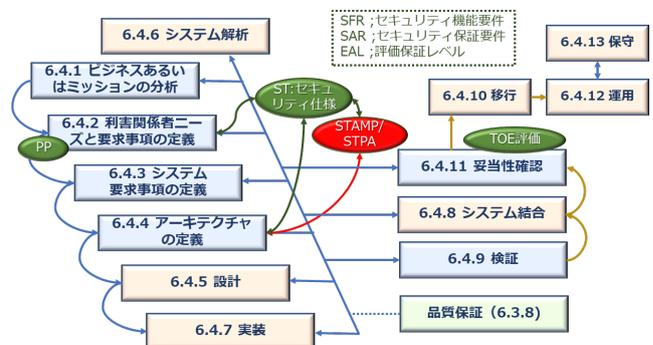 6.4.6 システム解析
SFR ;セキュリティ機能要件
SAR ;セキュリティ保証要件
EAL ;評価保証レベル
6.4.13 保守
6.4.1 ビジネスあるい
はミッションの分析
ST:セキュ
リティ仕様
6.4.10 移行
6.4.12 運用
6.4.2 利害関係者ニー
ズと要求事項の定義
PP
STAMP/
STPA
TOE評価
6.4.3 システム
要求事項の定義
6.4.11 妥当性確認
6.4.4 アーキテクチャ
の定義
6.4.8 システム結合
6.4.5 設計
6.4.9 検証
6.4.7 実装
品質保証（6.3.8)